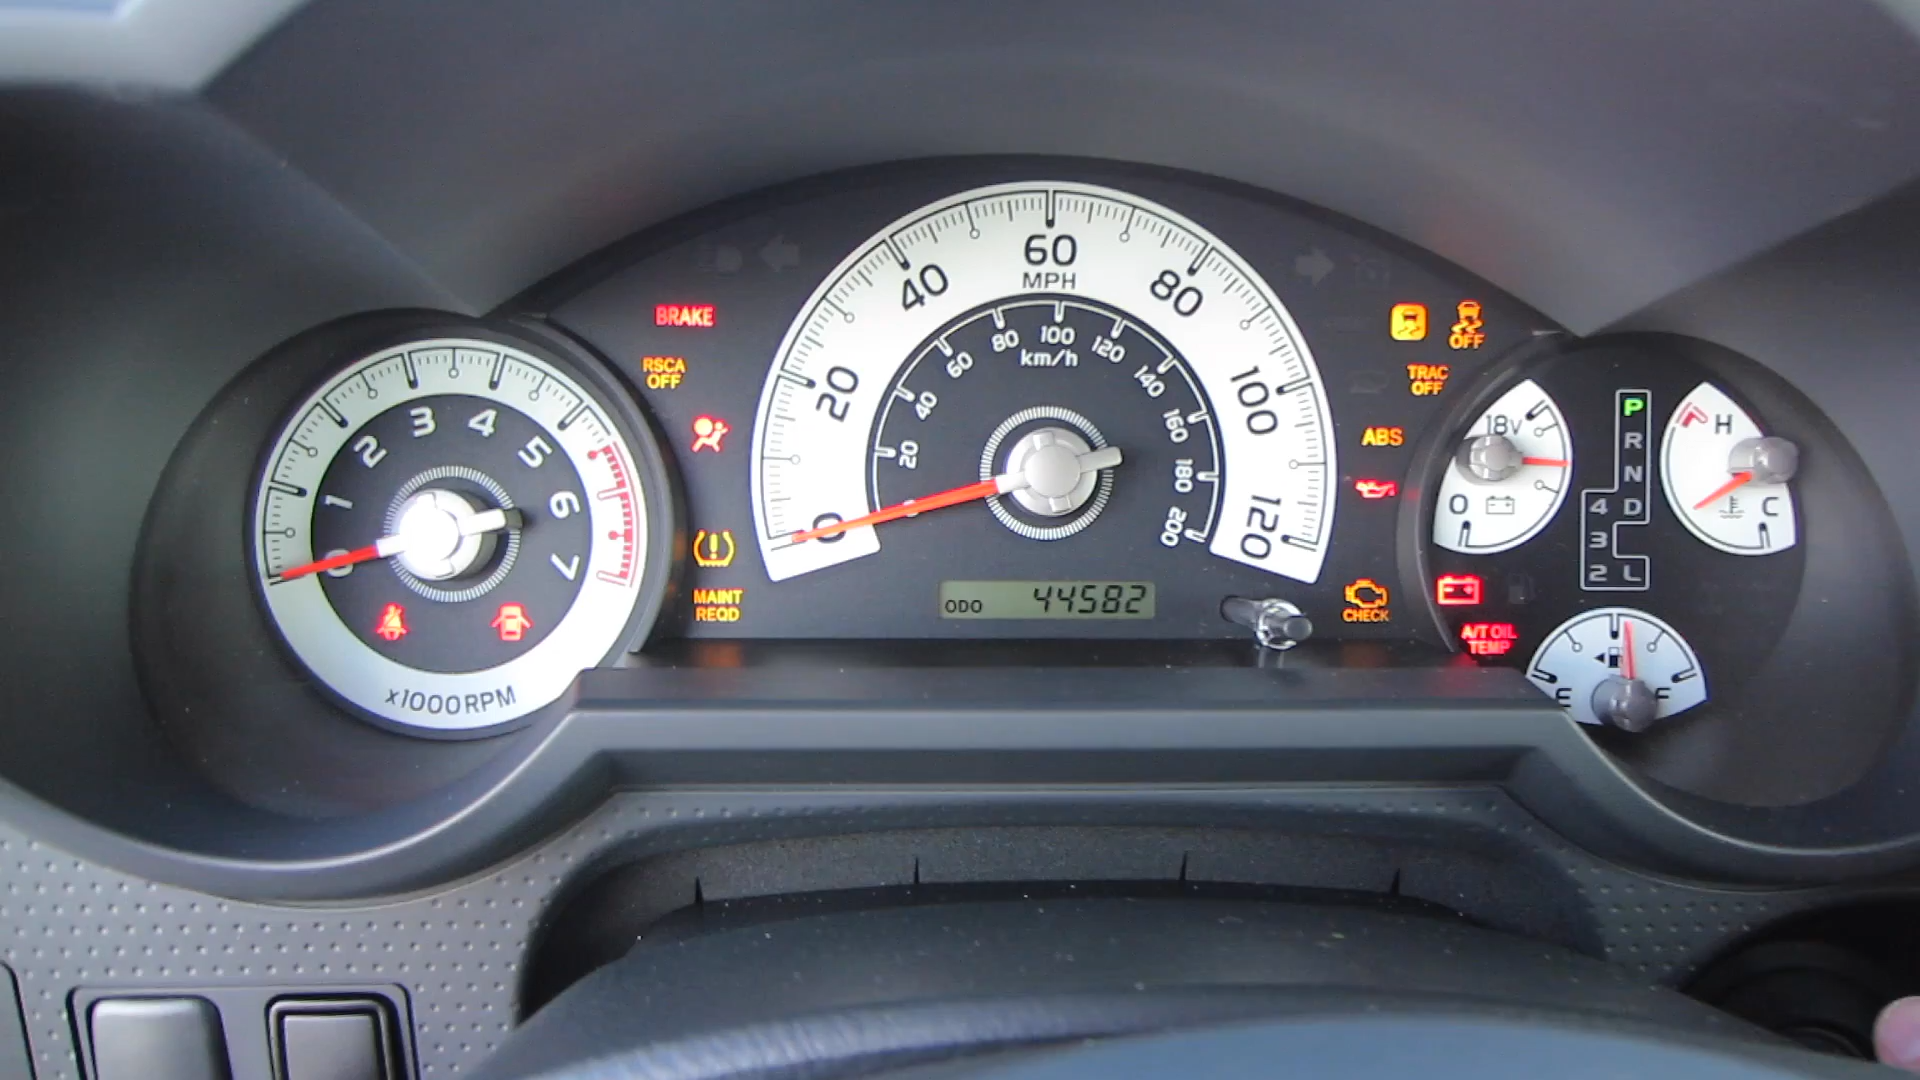 BRAKE
RSCA
OFF
MAINT
REQD
0
1
2
3
4
5
6
7
x1000RPM
0
20
40
60
80
100
120
MPH
20
40
60
80
100
120
140
160
180
200
km/h
ODO 44582
OFF
TRAC
OFF
ABS
CHECK
A/T OIL
TEMP
18V
0
P
R
N
4 D
3
2 L
H
C
E F